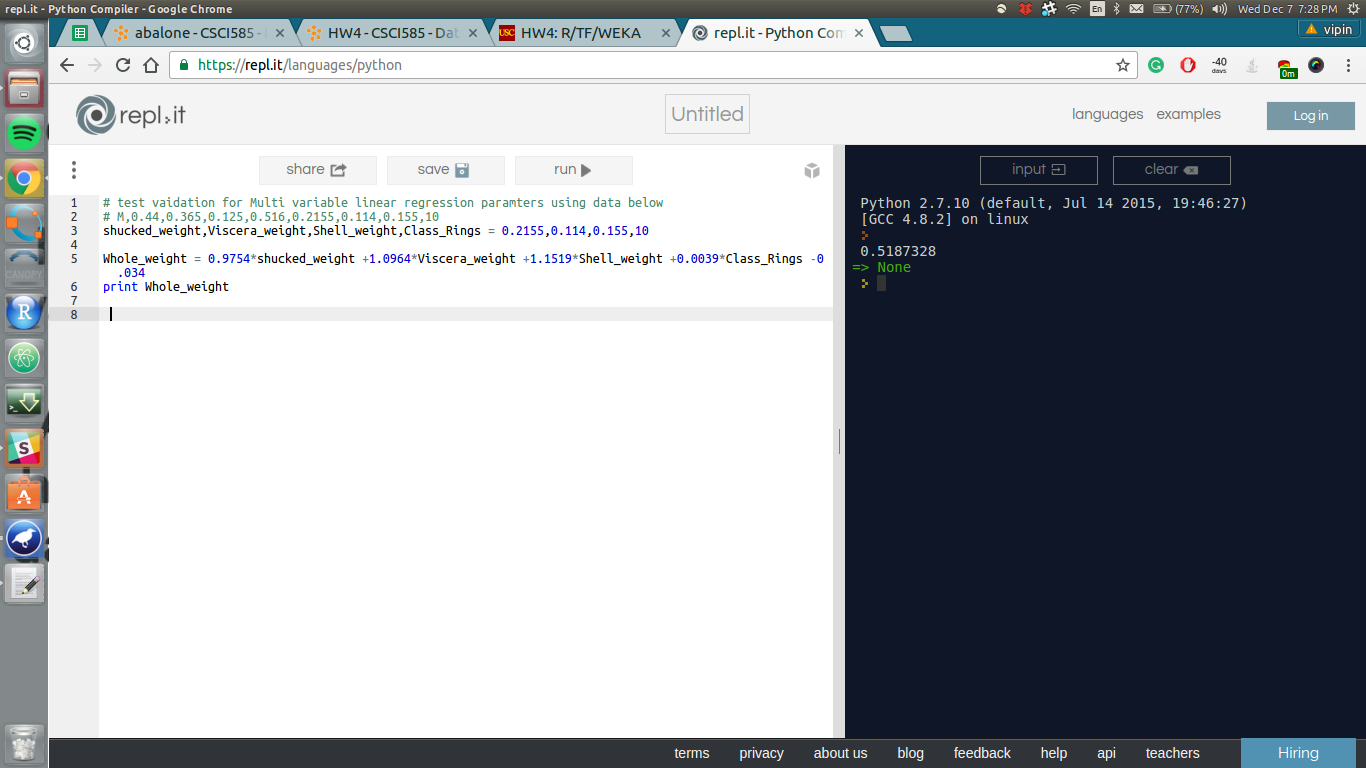 repl.it - Python Compiler - Google Chrome
En (77%) Wed Dec 7 7:28 PM
abalone - CSCI585 -
HW4 - CSCI585 - Dat
USC HW4: R/TF/WEKA
repl.it - Python Com
vipin
https://repl.it/languages/python
-40
days
0m
repl.it
Untitled
languages examples Log in
share save run
input clear
1 # test vaidation for Multi variable linear regression paramters using data below
2 # M,0.44,0.365,0.125,0.516,0.2155,0.114,0.155,10
3 shucked_weight,Viscera_weight,Shell_weight,Class_Rings = 0.2155,0.114,0.155,10
4
5 Whole_weight = 0.9754*shucked_weight +1.0964*Viscera_weight +1.1519*Shell_weight +0.0039*Class_Rings -0
.034
6 print Whole_weight
7
8
Python 2.7.10 (default, Jul 14 2015, 19:46:27)
[GCC 4.8.2] on linux
0.5187328
=> None
CANOPY
R
S
A
terms privacy about us blog feedback help api teachers Hiring